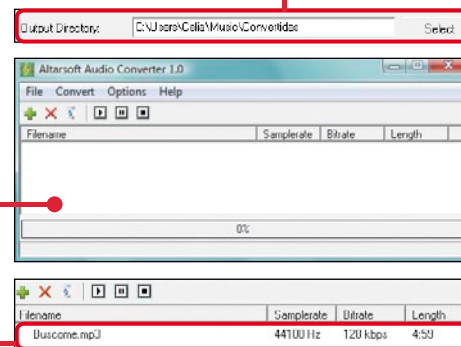 Output Directory: C:\Users\Celia\Music\Convertidas Select
Altarsoft Audio Converter 1.0
File Convert Options Help
Filename Samplerate Bitrate Length
0%
Filename Samplerate Bitrate Length
Buscome.mp3 44100 Hz 128 kbps 4:59